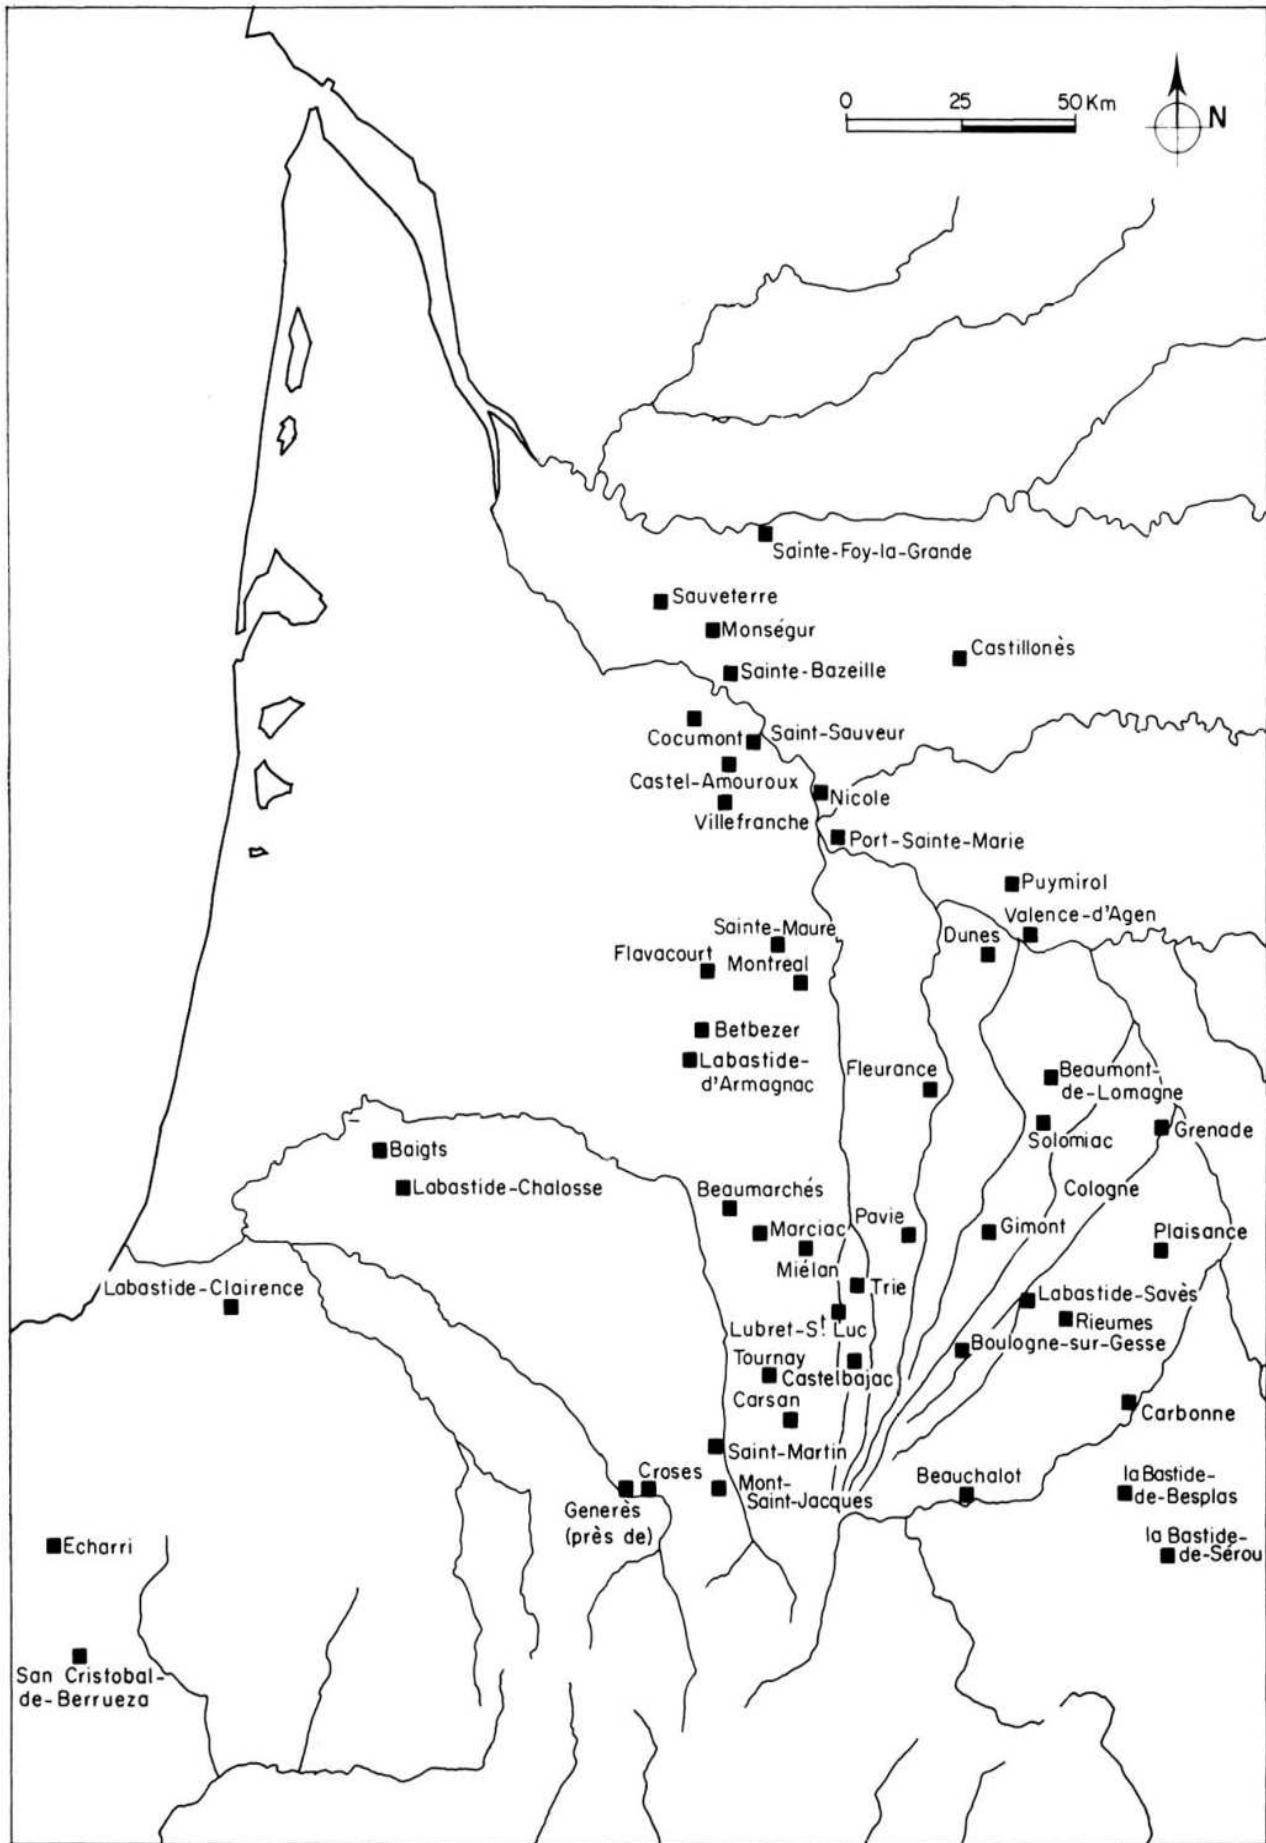 0 25 50 Km
N
Sainte-Foy-la-Grande
Sauveterre
Monségur
Castillonès
Sainte-Bazeille
Saint-Sauveur
Cocumont
Castel-Amouroux
Nicole
Villefranche
Port-Sainte-Marie
Puymirol
Valence-d'Agen
Sainte-Maure
Dunes
Flavacourt
Montreal
Betbezer
Labastide-
d'Armagnac
Fleurance
Beaumont-
de-Lomagne
Solomiac
Grenade
Baigts
Labastide-Chalosse
Cologne
Beaumarchés
Marciac
Pavie
Gimont
Plaisance
Miélan
Labastide-Clairence
Trie
Labastide-Savès
Rieumes
Lubret-St. Luc
Boulogne-sur-Gesse
Tournay
Castelbajac
Carsan
Carbonne
Saint-Martin
Croses
Beauchalot
la Bastide-
de-Besplas
Mont-
Saint-Jacques
Generès
(près de)
Echarri
la Bastide-
de-Sérou
San Cristobal-
de-Berrueza